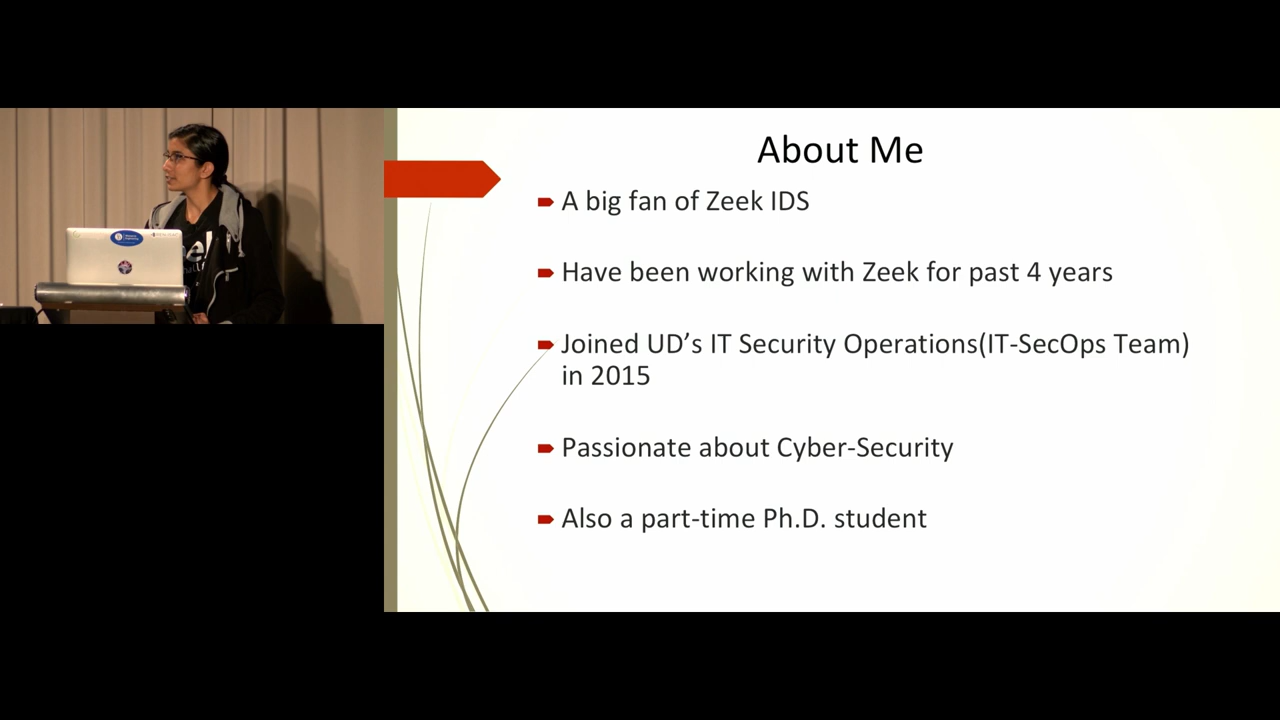 About Me
A big fan of Zeek IDS
Have been working with Zeek for past 4 years
Joined UD’s IT Security Operations(IT-SecOps Team)
in 2015
Passionate about Cyber-Security
Also a part-time Ph.D. student